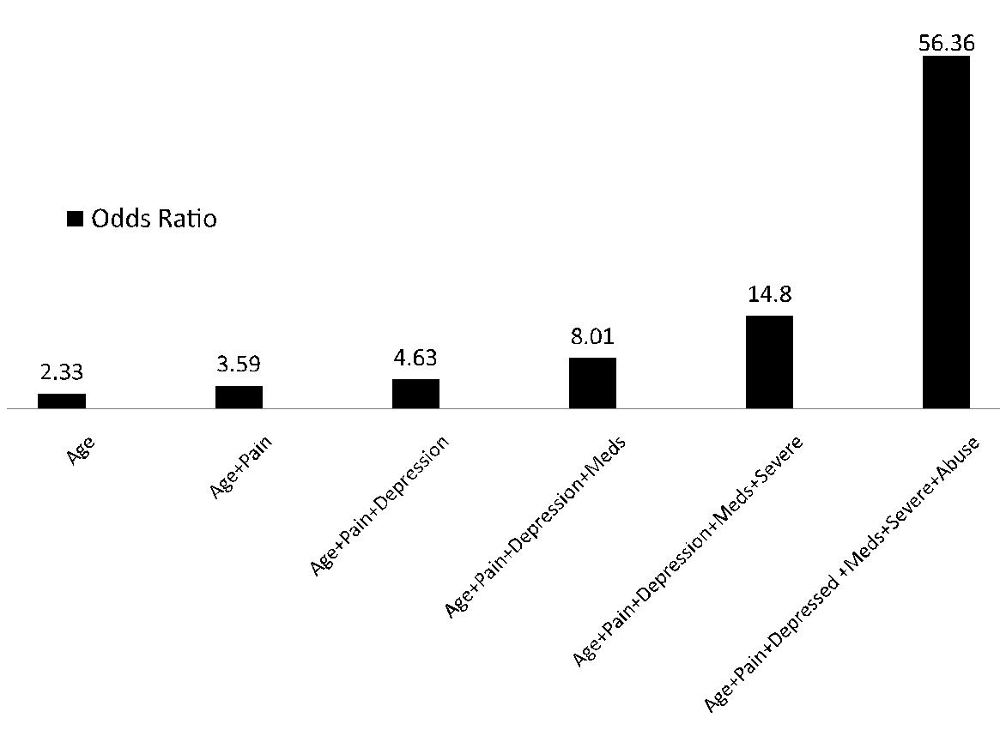 56.36
Odds Ratio
14.8
8.01
4.63
3.59
2.33
Age
Age+Pain
Age+Pain+Depression
Age+Pain+Depression+Meds
Age+Pain+Depression+Meds+Severe
Age+Pain+Depressed +Meds+Severe+Abuse